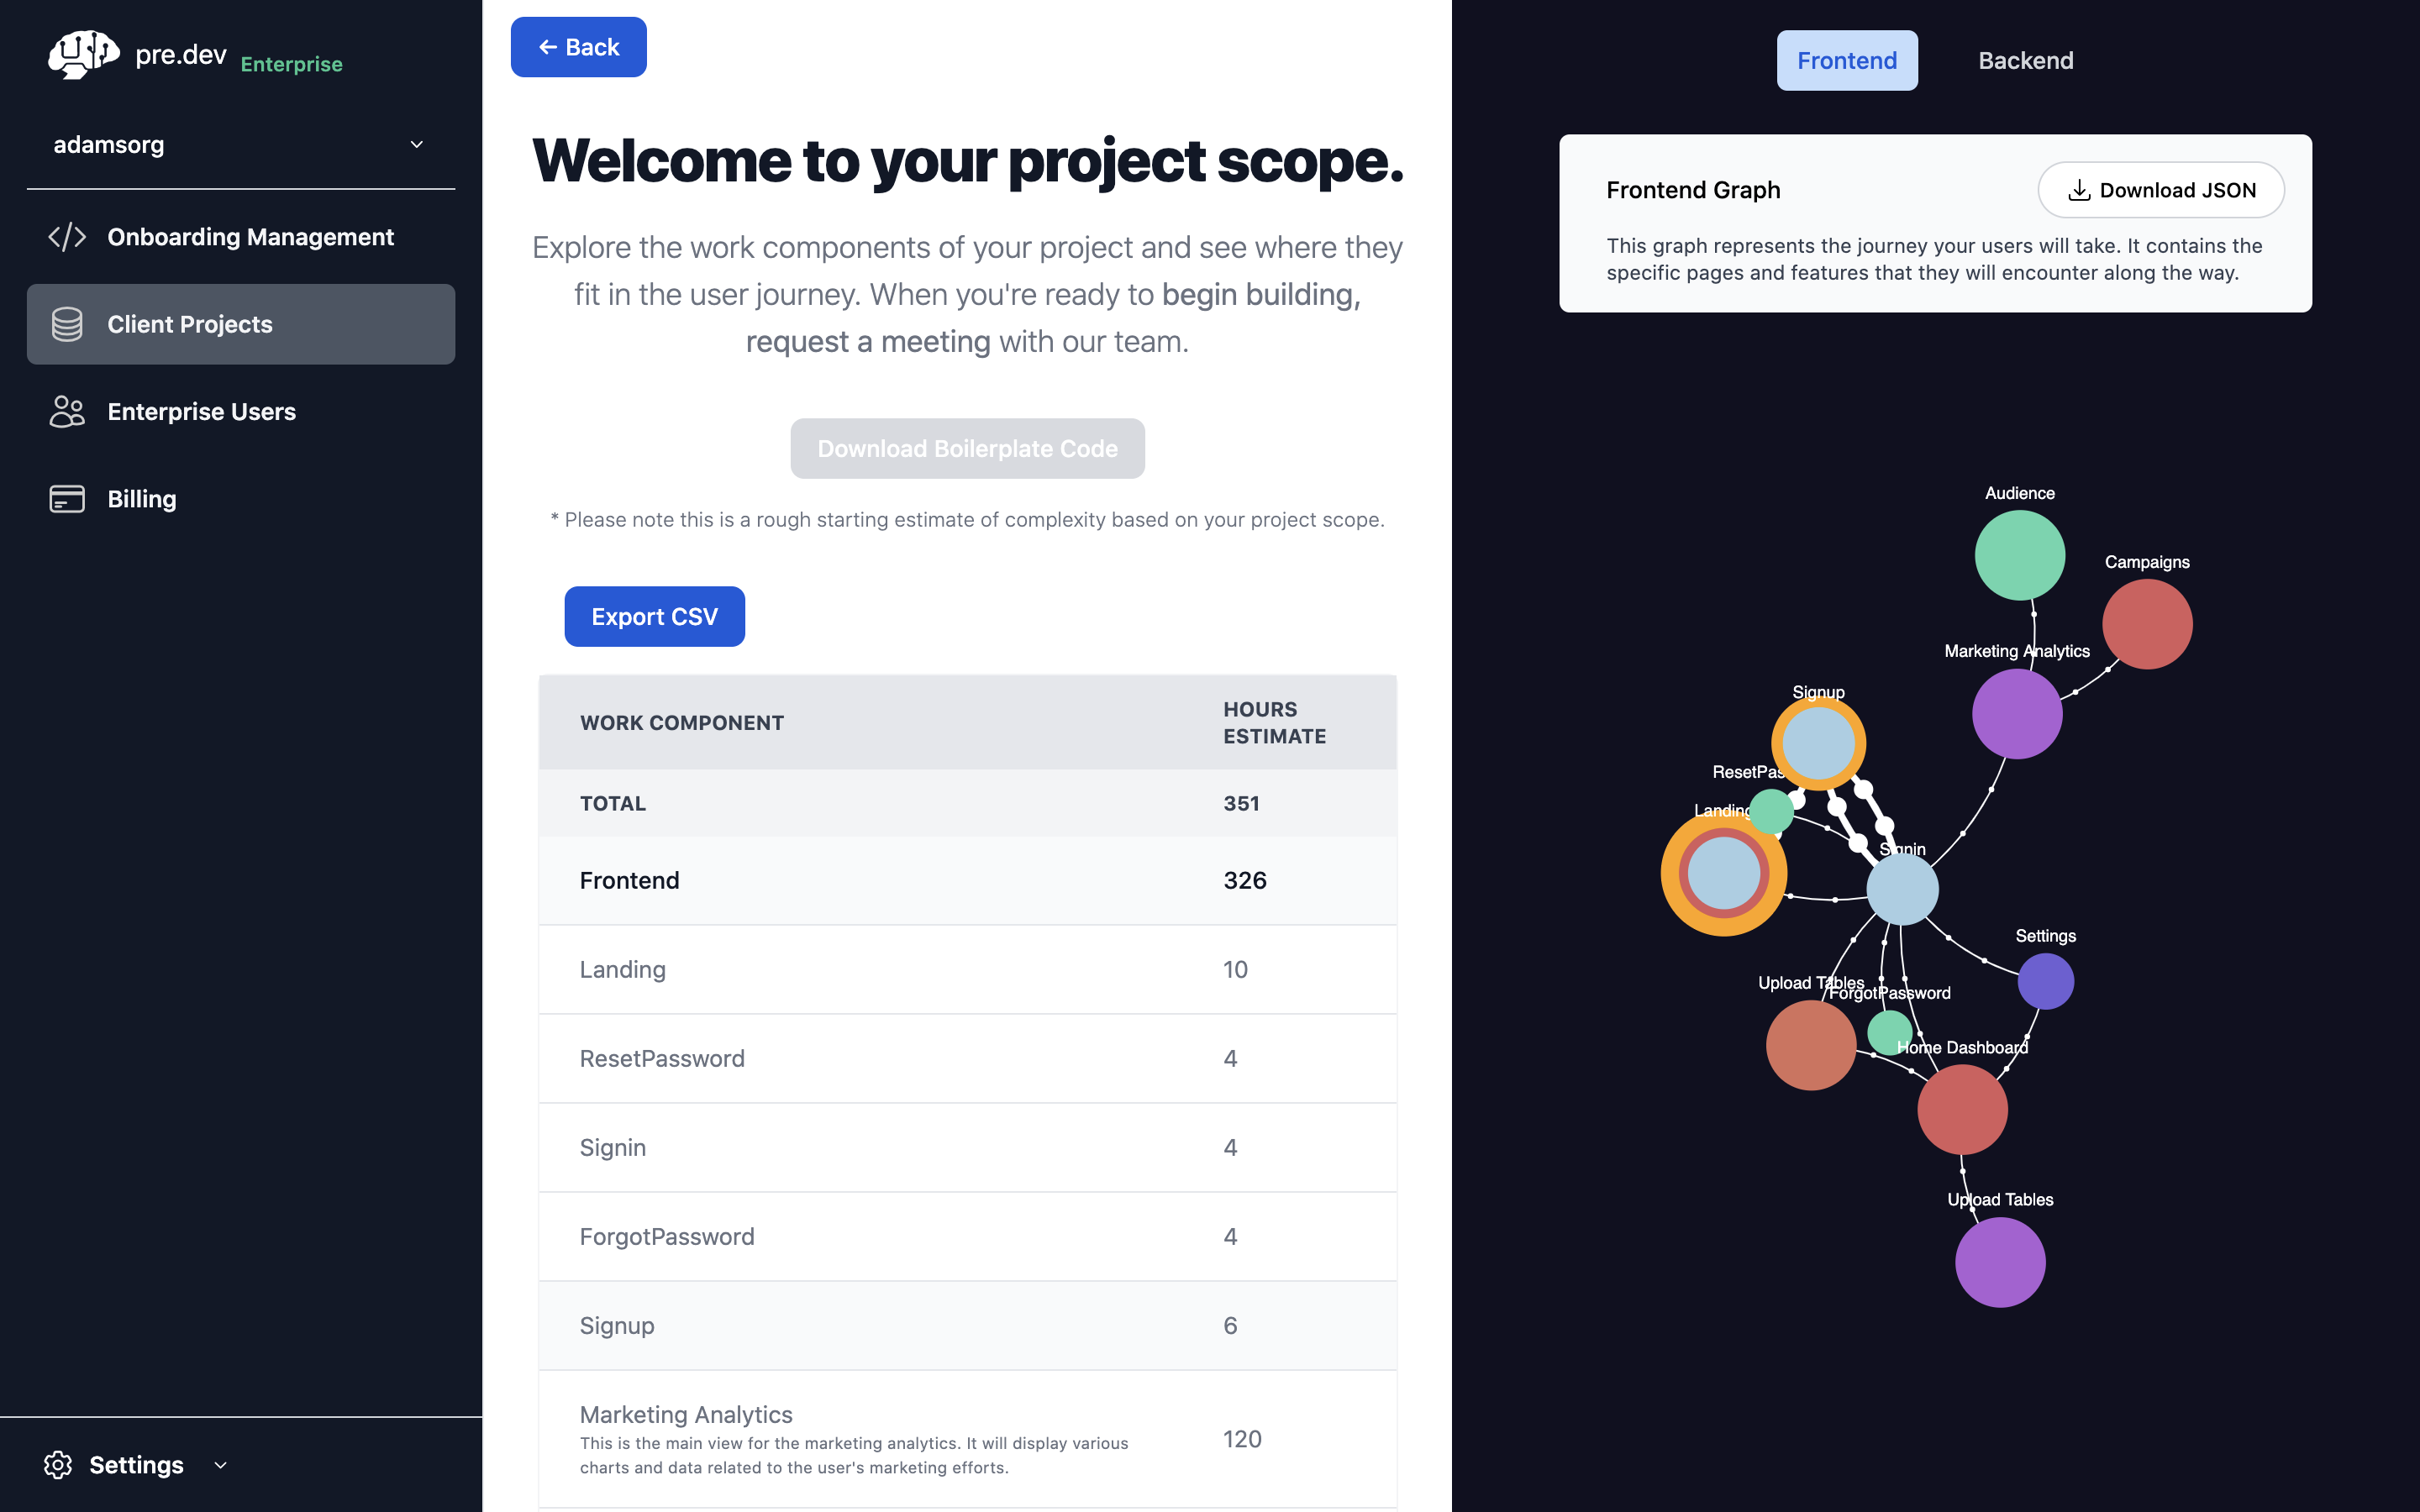 pre.dev Enterprise
adamsorg
Onboarding Management
Client Projects
Enterprise Users
Billing
Settings
← Back
Welcome to your project scope.
Explore the work components of your project and see where they
fit in the user journey. When you're ready to begin building,
request a meeting with our team.
Download Boilerplate Code
* Please note this is a rough starting estimate of complexity based on your project scope.
Export CSV
WORK COMPONENT
HOURS
ESTIMATE
TOTAL 351
Frontend 326
Landing 10
ResetPassword 4
Signin 4
ForgotPassword 4
Signup 6
Marketing Analytics
This is the main view for the marketing analytics. It will display various
charts and data related to the user's marketing efforts.
120
Frontend Backend
Frontend Graph
Download JSON
This graph represents the journey your users will take. It contains the
specific pages and features that they will encounter along the way.
Audience
Campaigns
Marketing Analytics
Signup
ResetPas
Landing
Signin
Settings
Upload Tables
ForgotPassword
Home Dashboard
Upload Tables